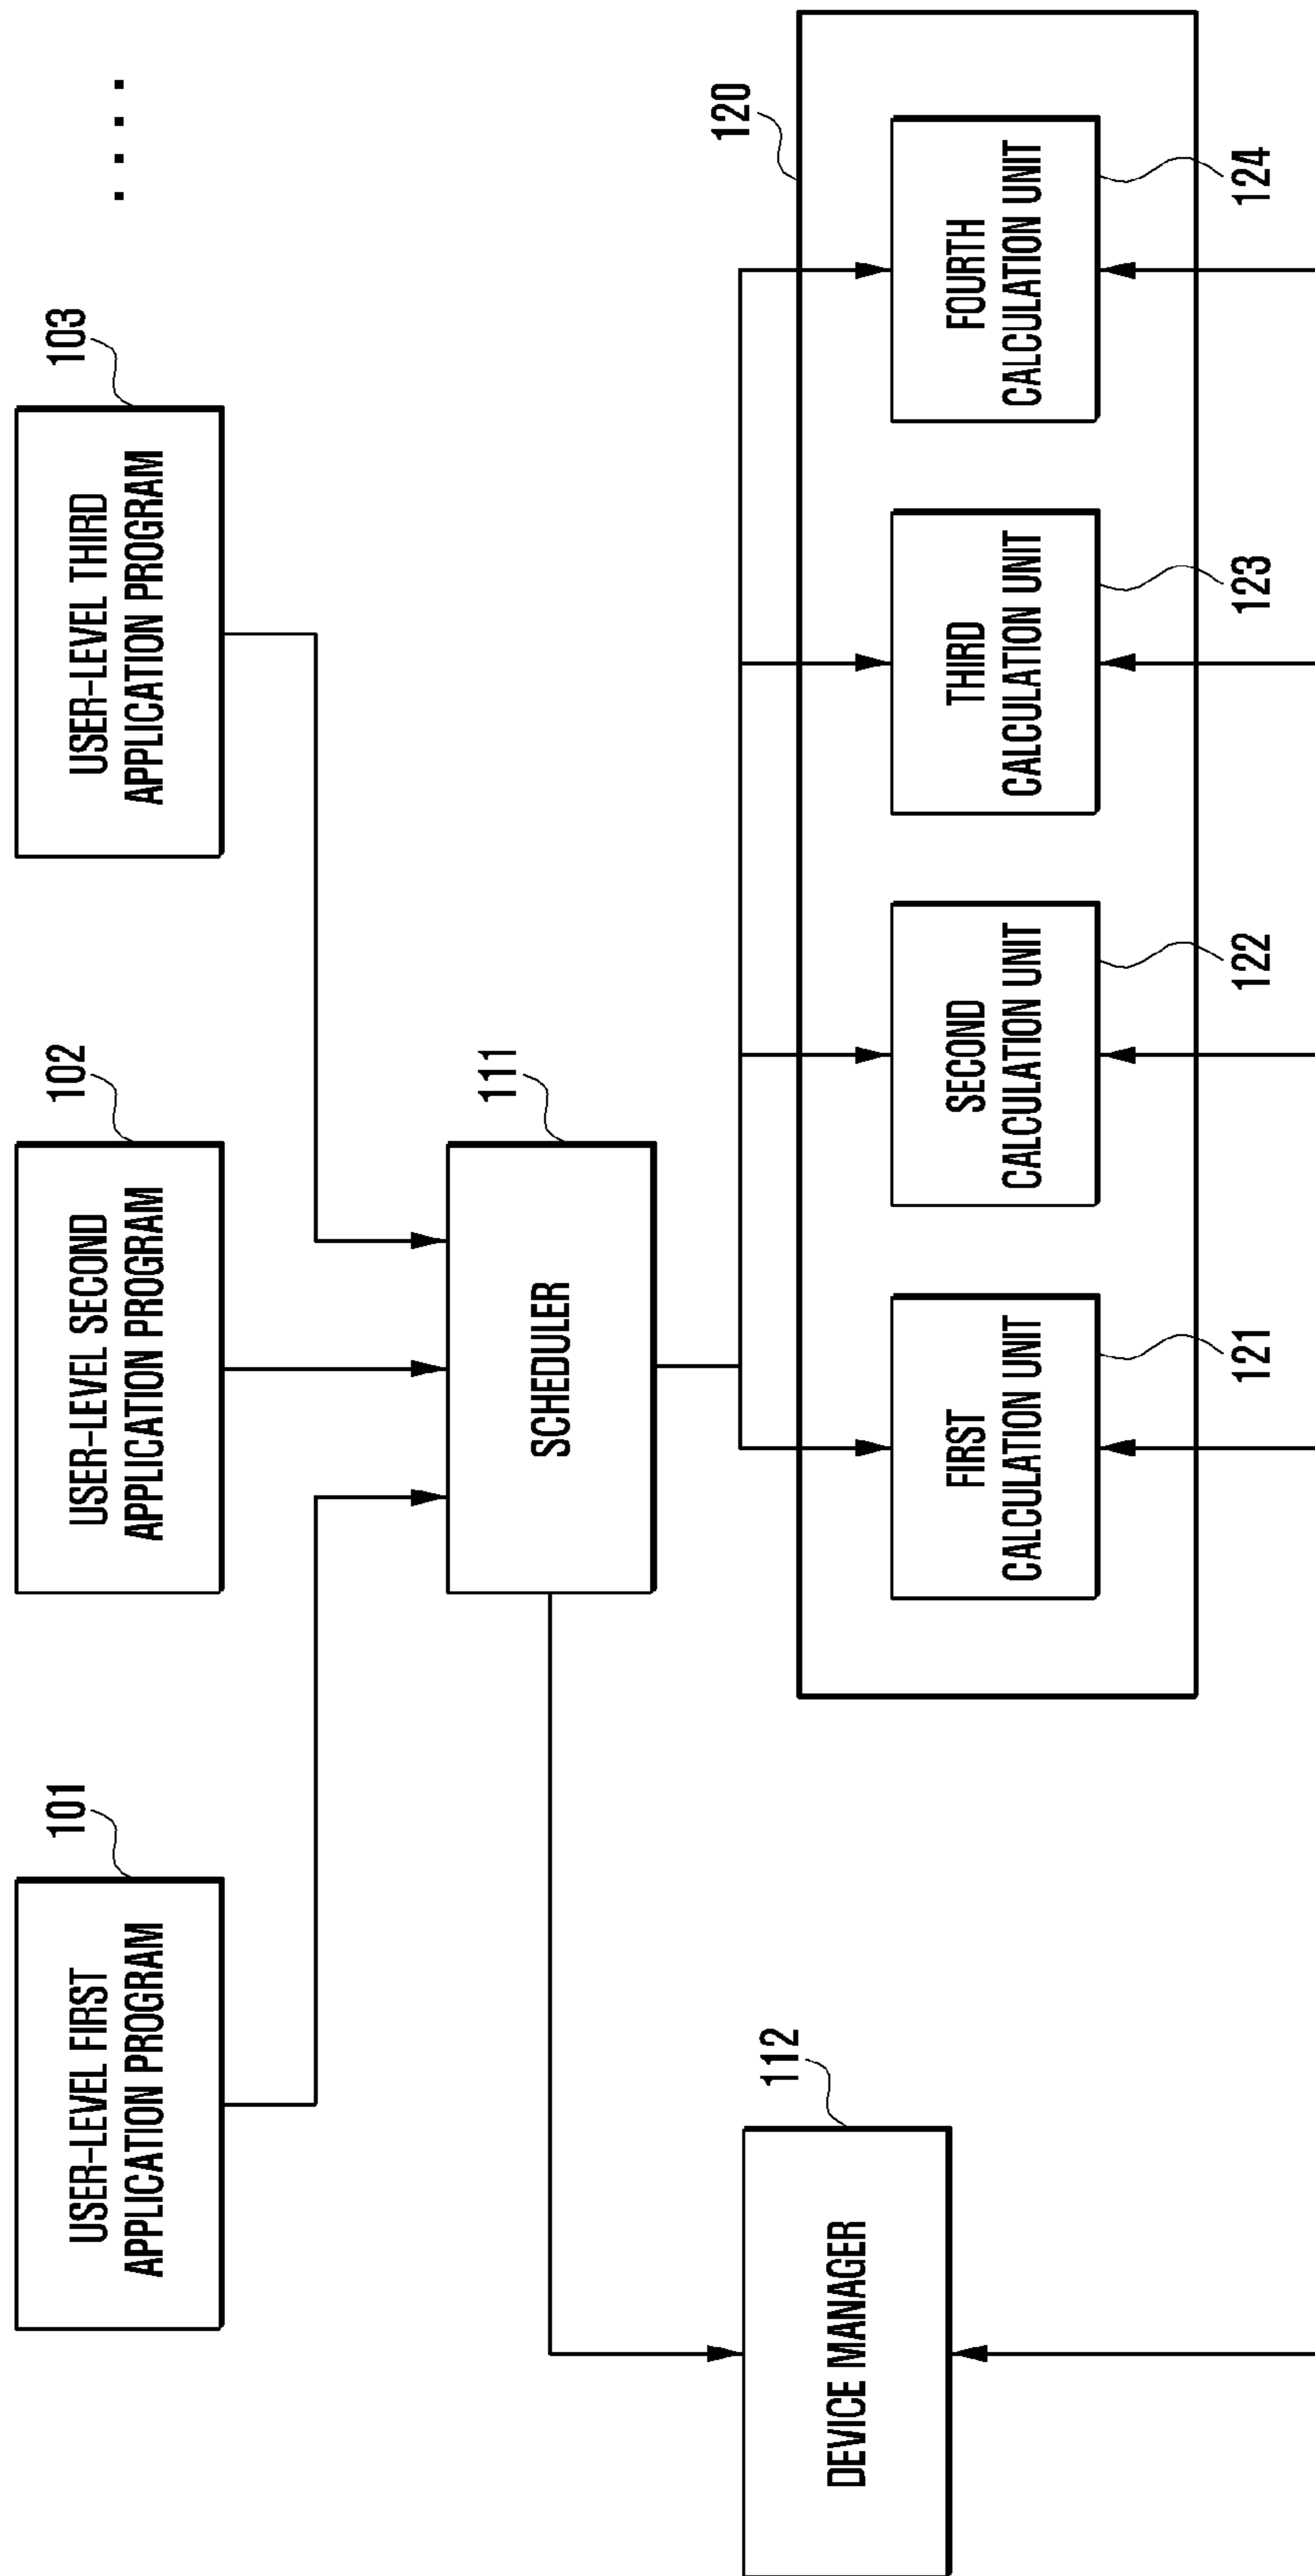 101
USER-LEVEL FIRST
APPLICATION PROGRAM
102
USER-LEVEL SECOND
APPLICATION PROGRAM
103
USER-LEVEL THIRD
APPLICATION PROGRAM
. . . .
111
SCHEDULER
112
DEVICE MANAGER
120
FIRST
CALCULATION UNIT
121
SECOND
CALCULATION UNIT
122
THIRD
CALCULATION UNIT
123
FOURTH
CALCULATION UNIT
124